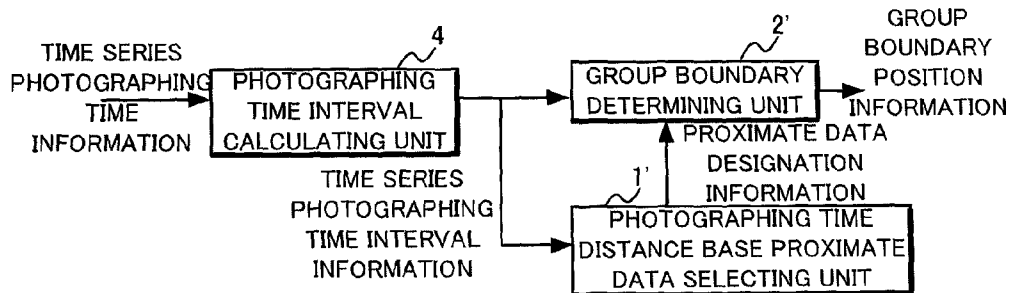 TIME SERIES
PHOTOGRAPHING
TIME
INFORMATION
4
PHOTOGRAPHING
TIME INTERVAL
CALCULATING UNIT
TIME SERIES
PHOTOGRAPHING
TIME INTERVAL
INFORMATION
2'
GROUP BOUNDARY
DETERMINING UNIT
GROUP
BOUNDARY
POSITION
INFORMATION
PROXIMATE DATA
DESIGNATION
INFORMATION
1'
PHOTOGRAPHING TIME
DISTANCE BASE PROXIMATE
DATA SELECTING UNIT